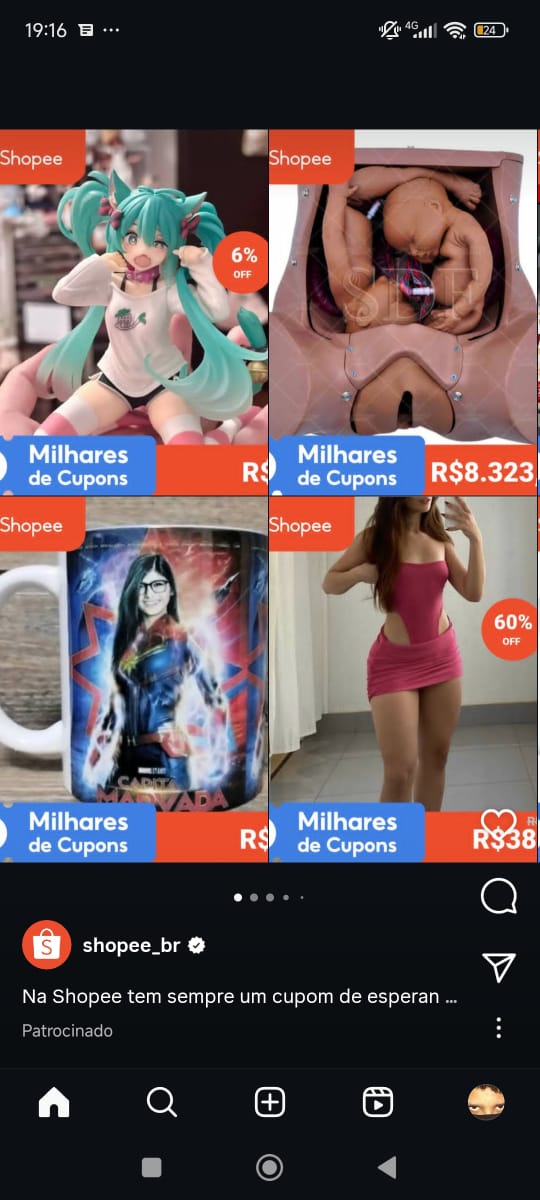 19:16
4G
24
Shopee
6%
OFF
Milhares
de Cupons
R$
Shopee
SDF
Milhares
de Cupons
R$8.323
Shopee
CAPITÃ
MARVADA
Milhares
de Cupons
R$
Shopee
60%
OFF
Milhares
de Cupons
R$38
shopee_br
Na Shopee tem sempre um cupom de esperan ...
Patrocinado